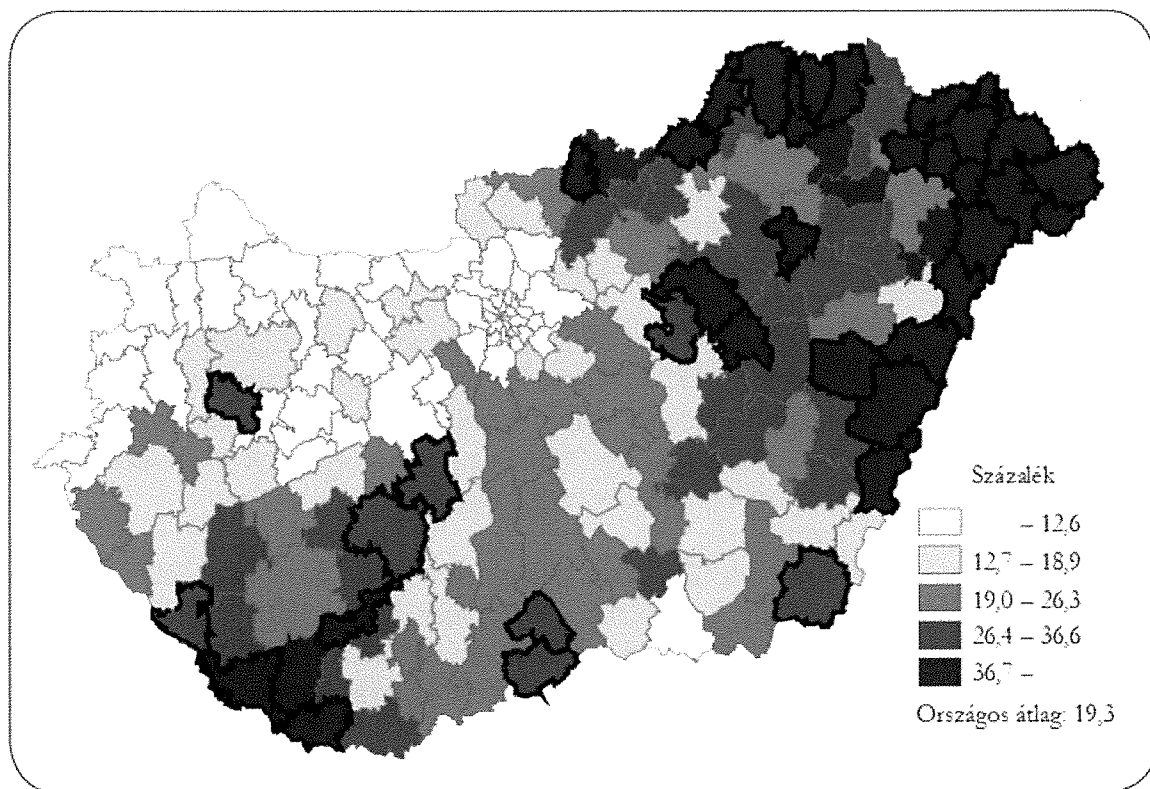 Százalék
– 12,6
12,7 – 18,9
19,0 – 26,3
26,4 – 36,6
36,7 –
Országos átlag: 19,3